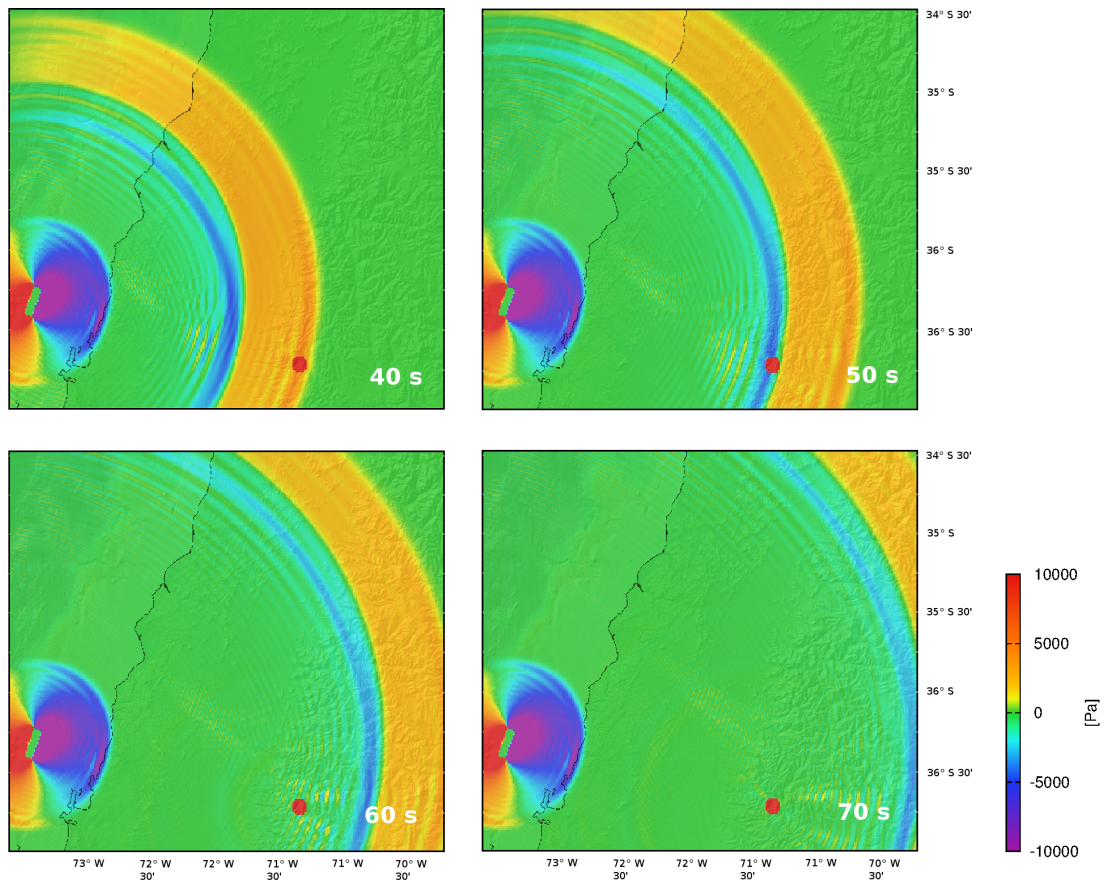 40 s
50 s
34° S 30'
35° S
35° S 30'
36° S
36° S 30'
60 s
70 s
34° S 30'
35° S
35° S 30'
36° S
36° S 30'
73° W
72° W
30'
72° W
71° W
30'
71° W
70° W
30'
73° W
72° W
30'
72° W
71° W
30'
71° W
70° W
30'
10000
5000
0
-5000
-10000
[Pa]